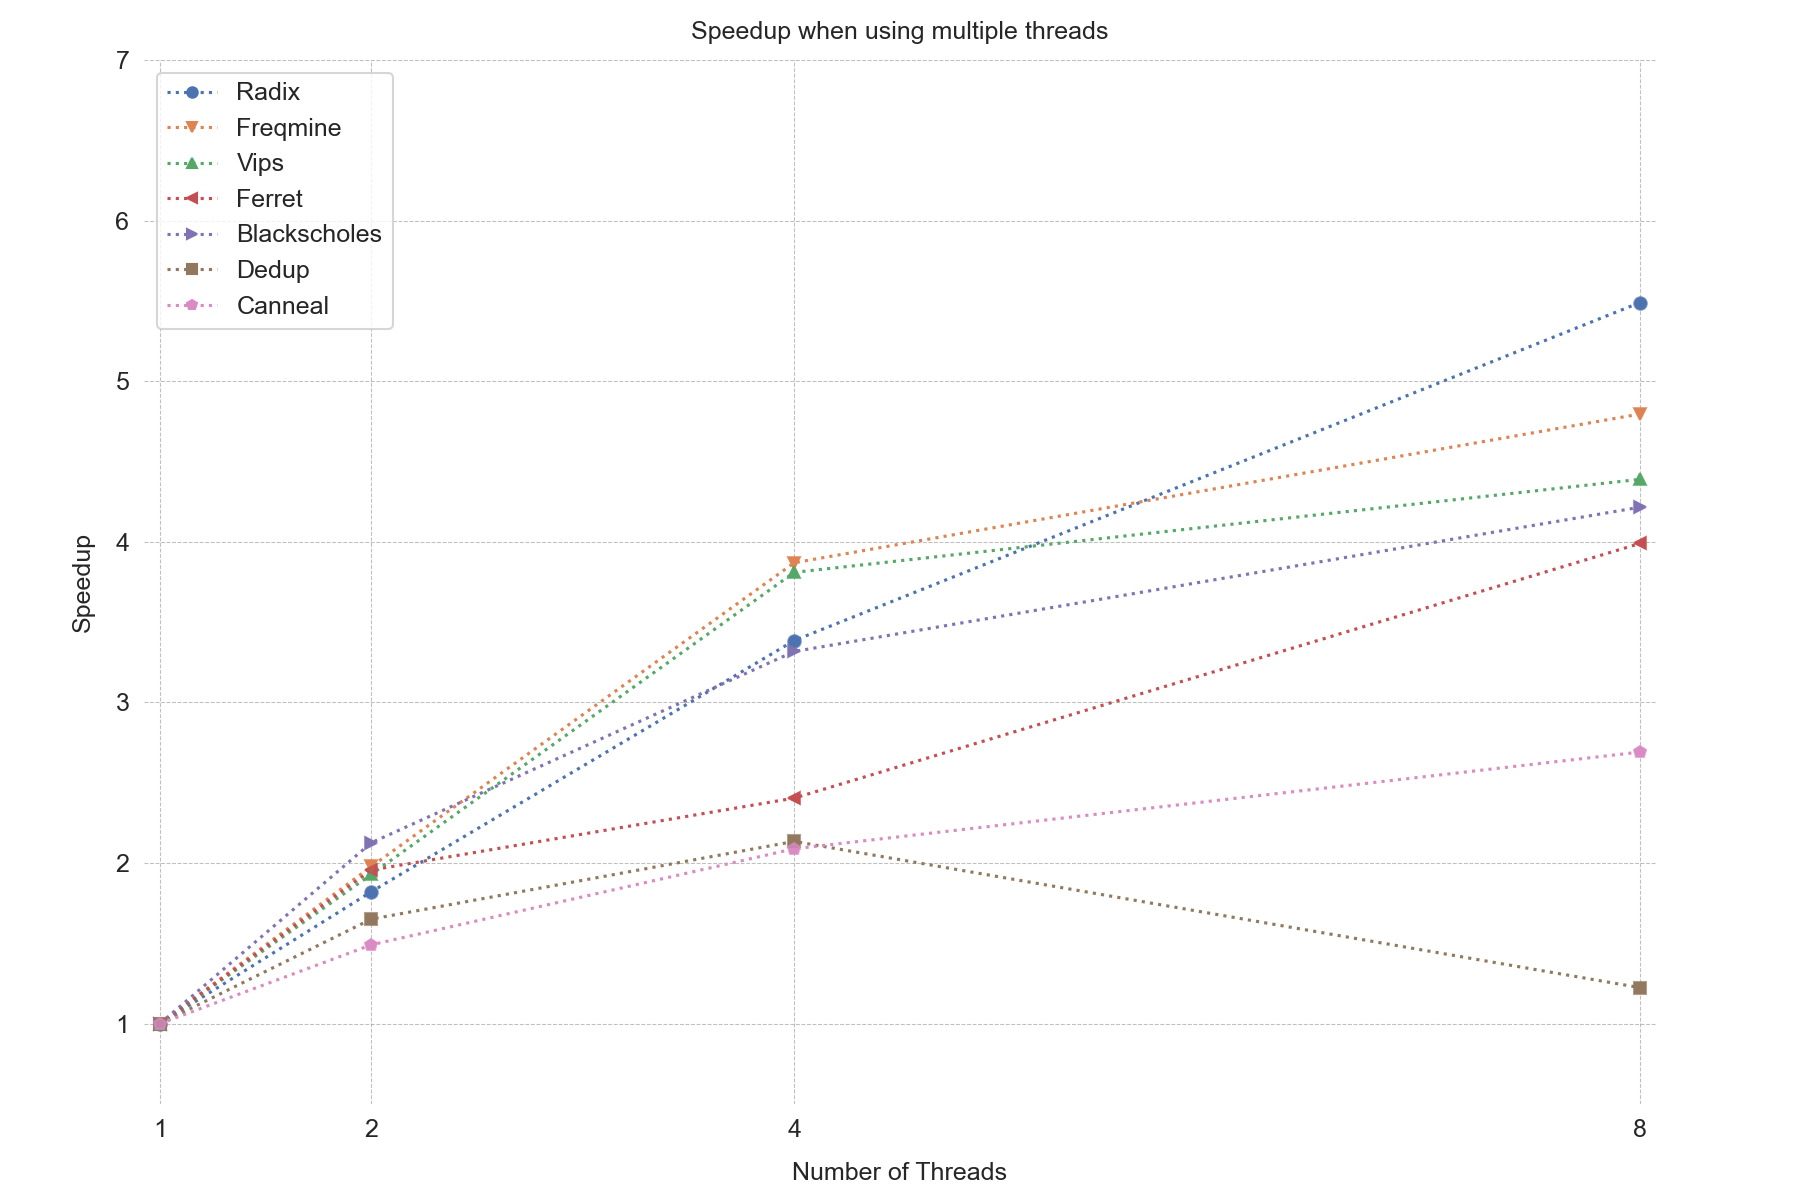 Speedup when using multiple threads
7
6
5
4
3
2
1
Speedup
Radix
Freqmine
Vips
Ferret
Blackscholes
Dedup
Canneal
1 2 4 8
Number of Threads